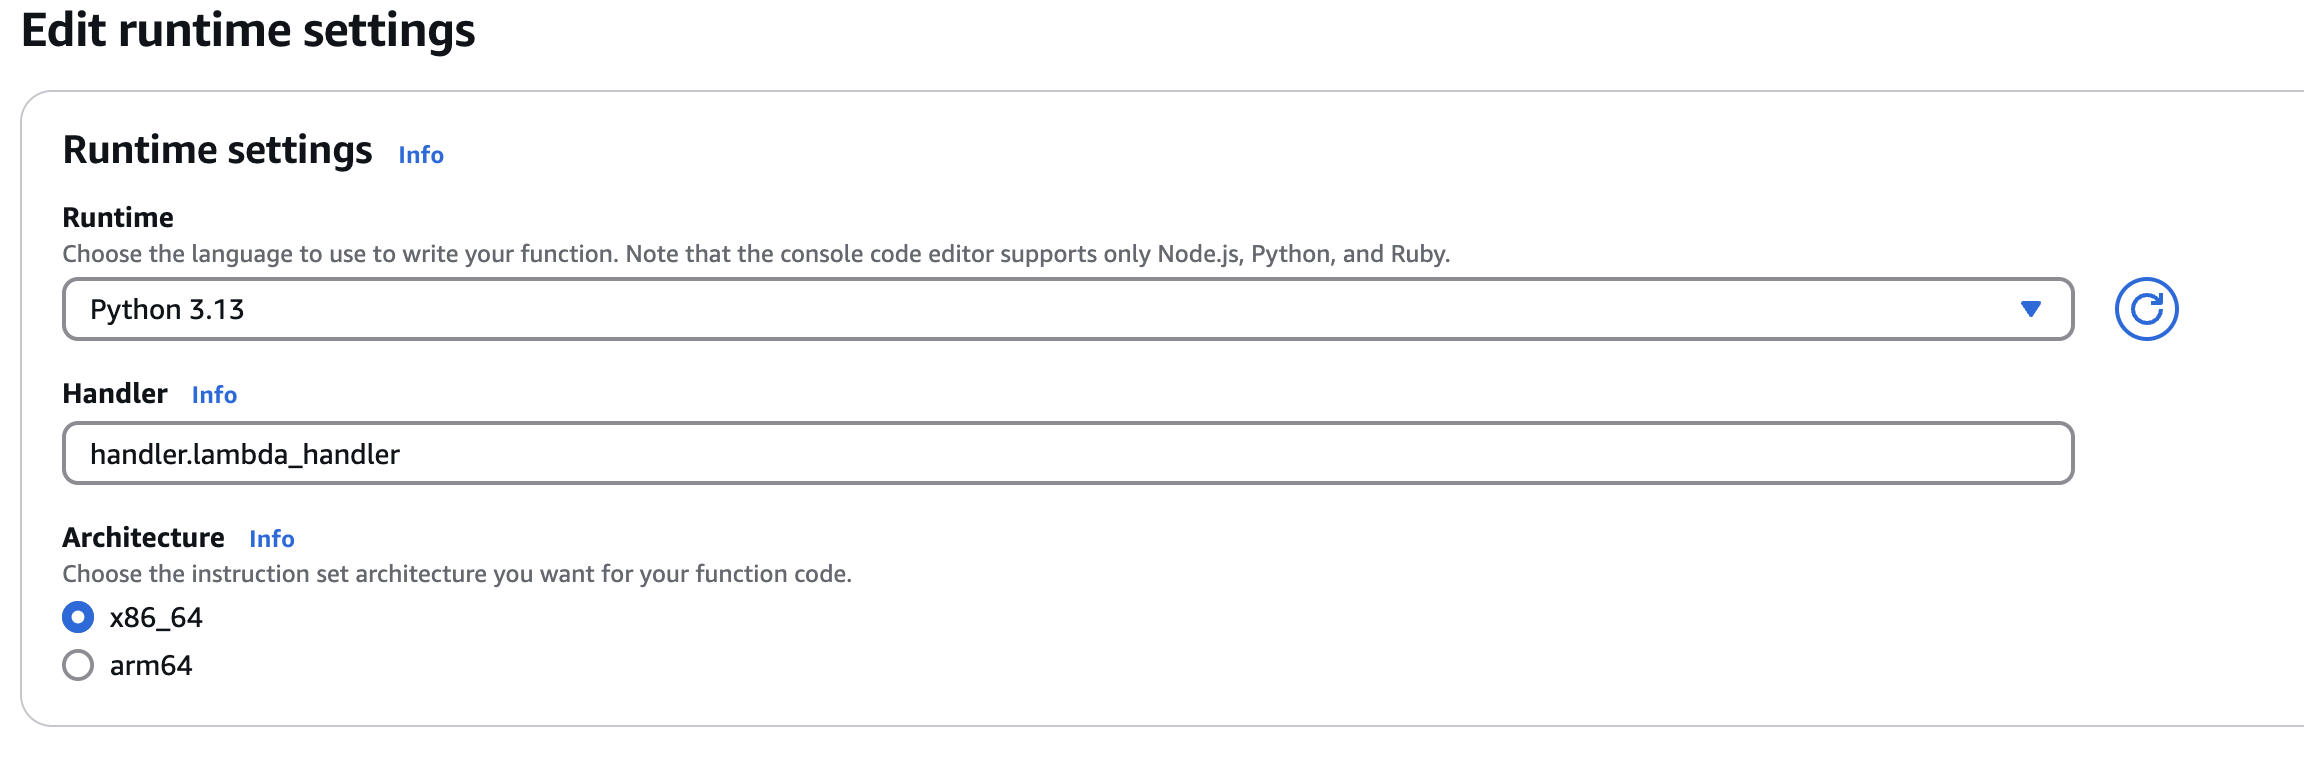 Edit runtime settings
Runtime settings Info
Runtime
Choose the language to use to write your function. Note that the console code editor supports only Node.js, Python, and Ruby.
Python 3.13
Handler Info
handler.lambda_handler
Architecture Info
Choose the instruction set architecture you want for your function code.
x86_64
arm64